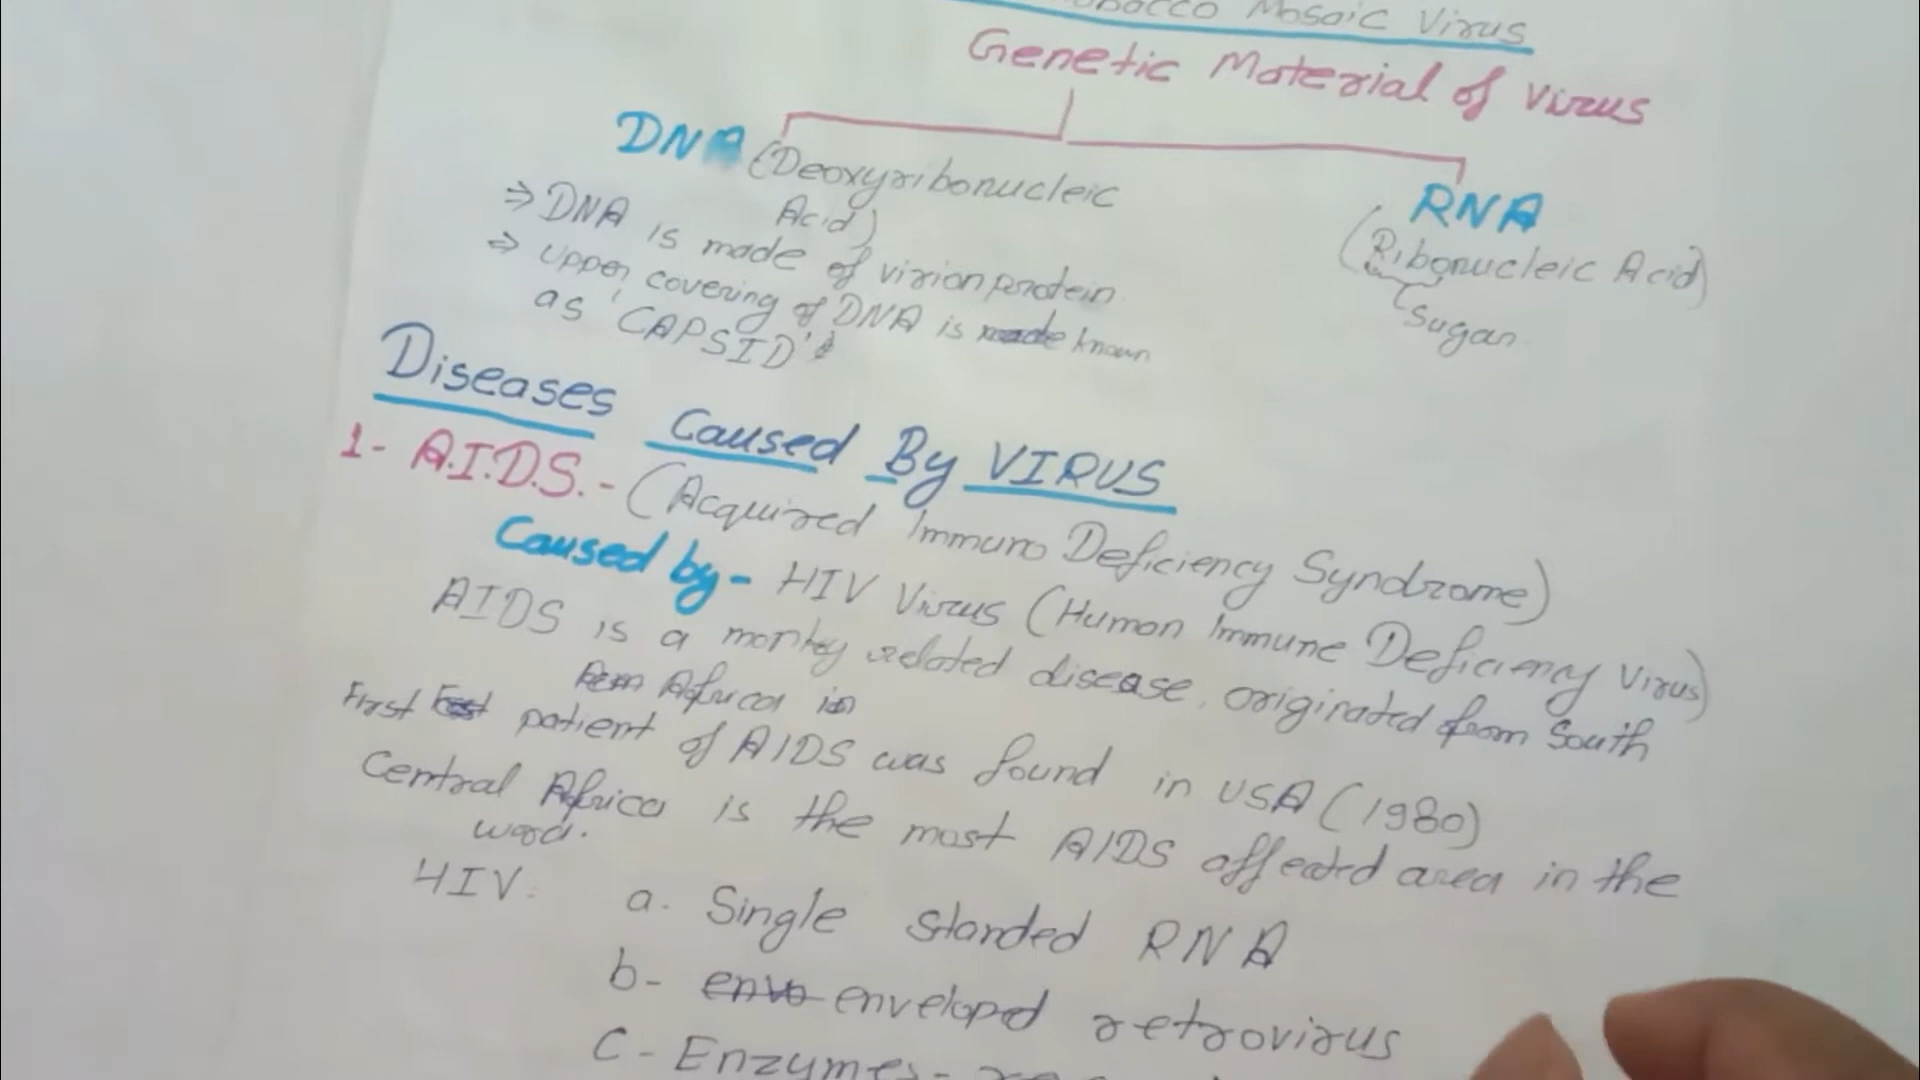 Tobacco Mosaic Virus
Genetic Material of Virus
DNA (Deoxyribonucleic
Acid)
⇒ DNA is made of virion protein
⇒ Upper covering of DNA is known
as 'CAPSID'
RNA
(Ribonucleic Acid)
Sugar
Diseases Caused By VIRUS
1- A.I.D.S. - (Acquired Immuno Deficiency Syndrome)
Caused by - HIV Virus (Human Immune Deficiency Virus)
AIDS is a monkey related disease, originated from South
Africa in
First patient of AIDS was found in USA (1980)
Central Africa is the most AIDS affected area in the
word.
HIV: a. Single standed RNA
b- enveloped retrovirus
C- Enzymes-